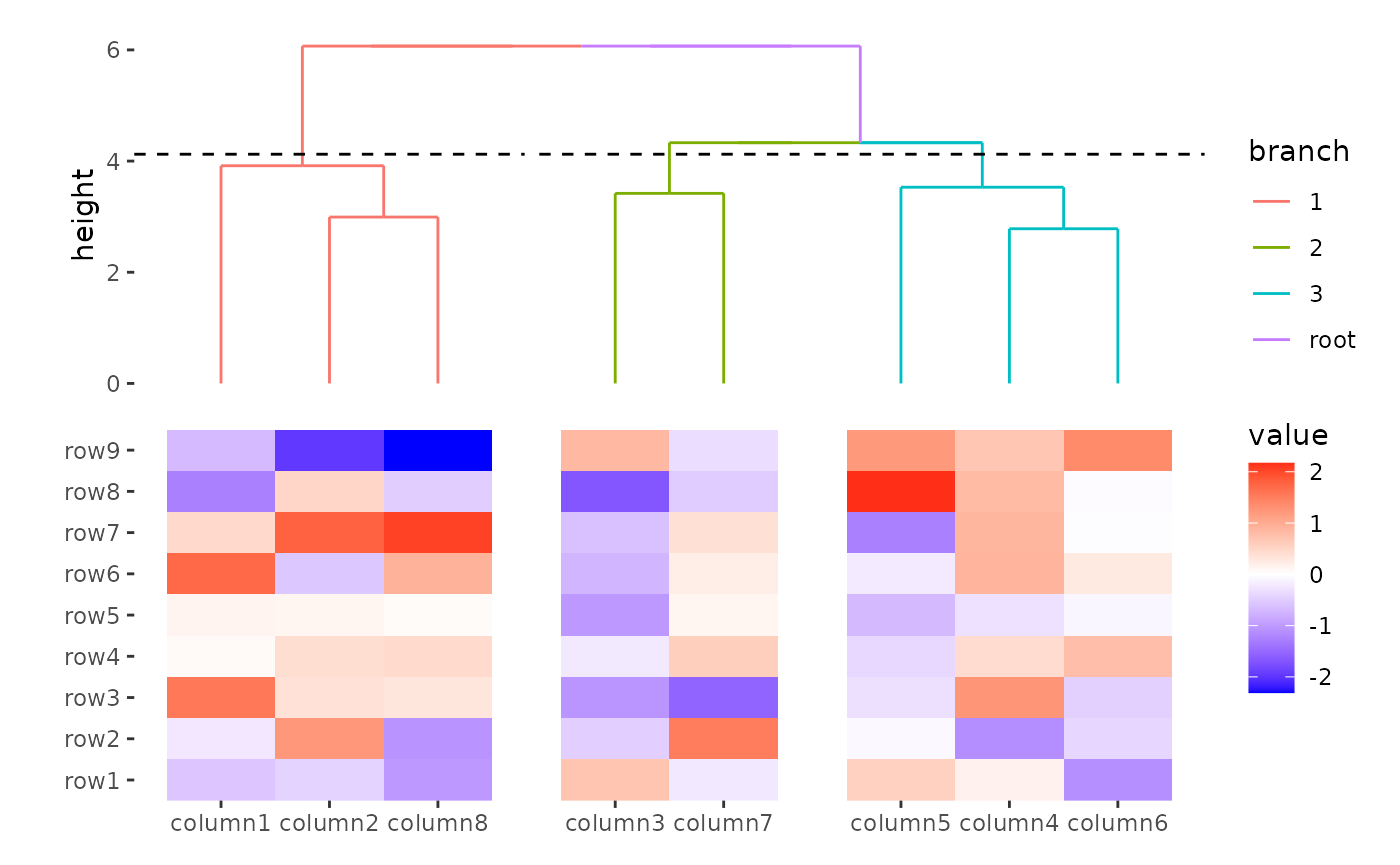 6
4
2
0
height
branch
1
2
3
root
row9
row8
row7
row6
row5
row4
row3
row2
row1
value
2
1
0
-1
-2
column1 column2 column8 column3 column7 column5 column4 column6